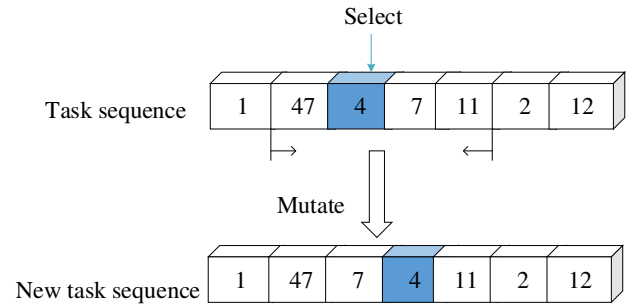 Select
Task sequence 1 47 4 7 11 2 12
Mutate
New task sequence 1 47 7 4 11 2 12